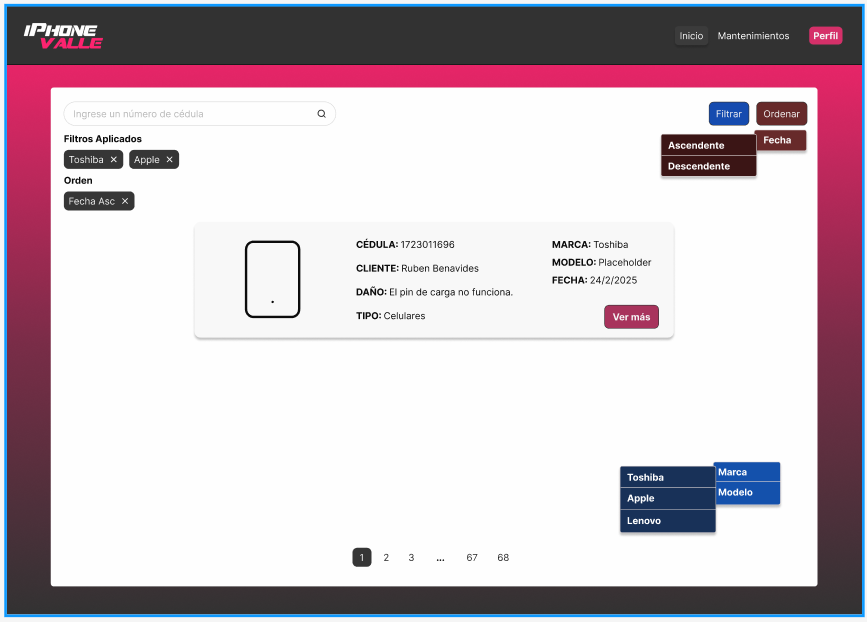 iPHONE
VALLE
Inicio
Mantenimientos
Perfil
Ingrese un número de cédula
Filtrar
Ordenar
Filtros Aplicados
Toshiba
Apple
Fecha
Ascendente
Descendente
Orden
Fecha Asc
CÉDULA: 1723011696
CLIENTE: Ruben Benavides
DAÑO: El pin de carga no funciona.
TIPO: Celulares
MARCA: Toshiba
MODELO: Placeholder
FECHA: 24/2/2025
Ver más
Marca
Modelo
Toshiba
Apple
Lenovo
1 2 3 ... 67 68